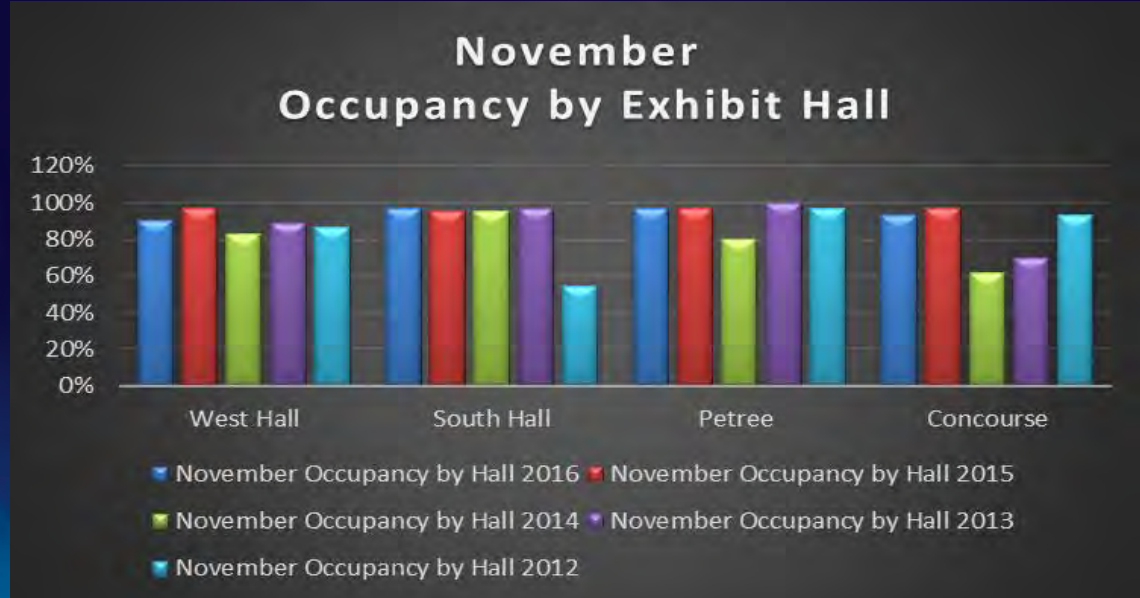 November
Occupancy by Exhibit Hall
120%
100%
80%
60%
40%
20%
0%
West Hall South Hall Petree Concourse
November Occupancy by Hall 2016 November Occupancy by Hall 2015
November Occupancy by Hall 2014 November Occupancy by Hall 2013
November Occupancy by Hall 2012